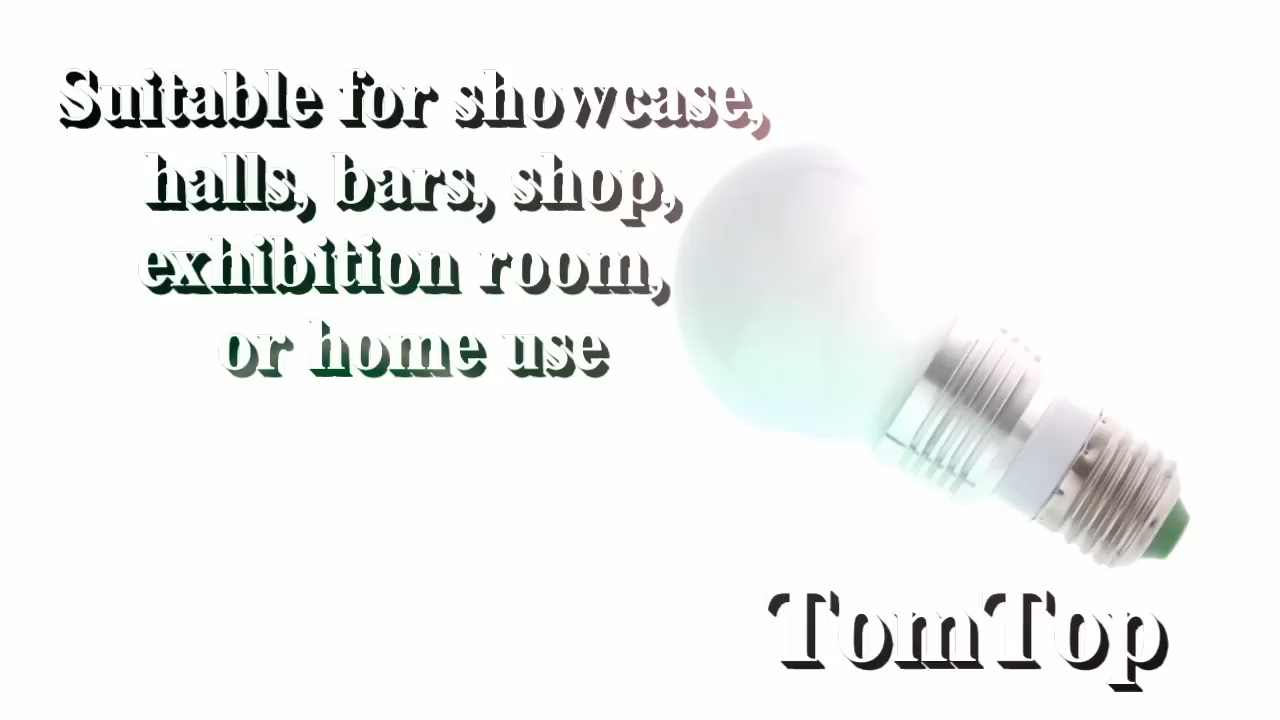 Suitable for showcase,
halls, bars, shop,
exhibition room,
or home use
TomTop